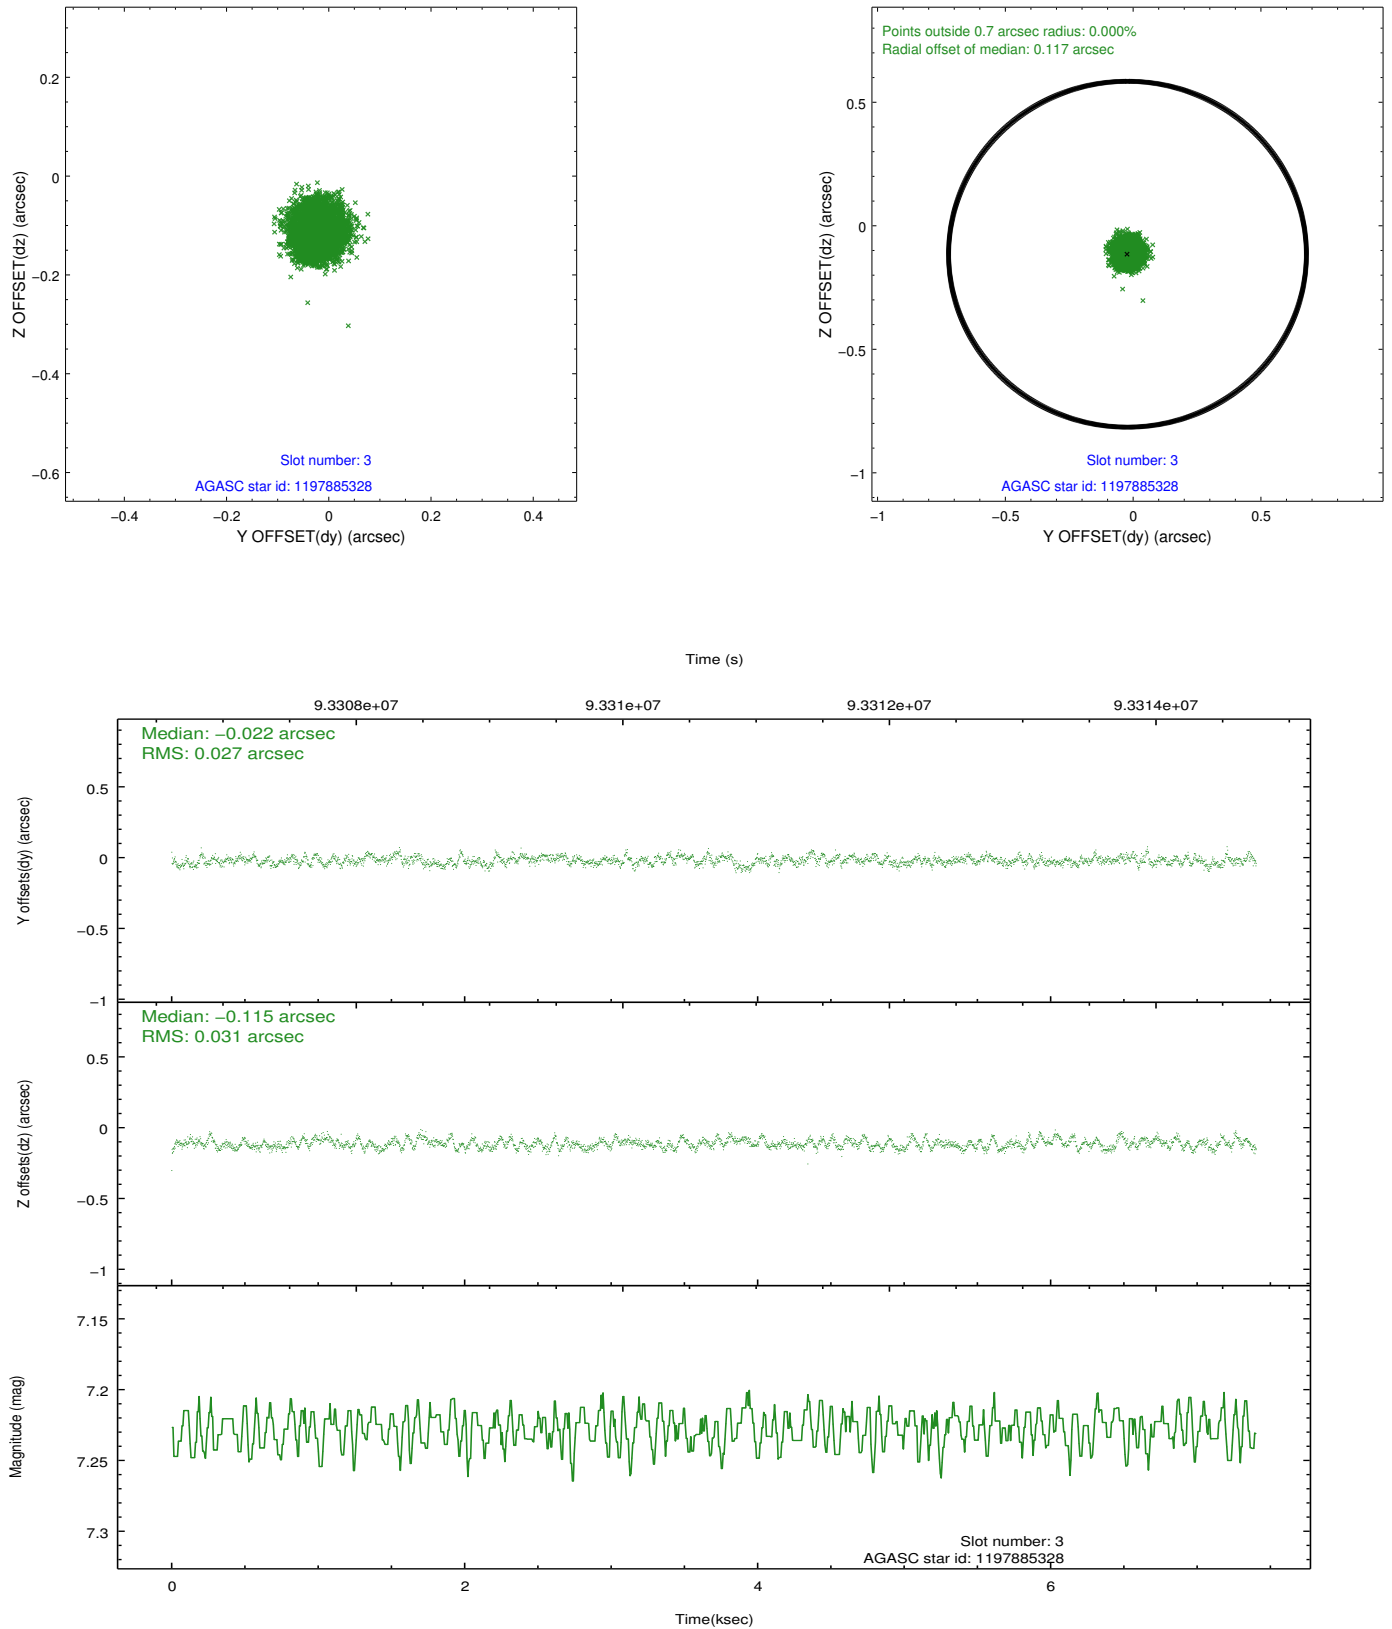 0.2
0
−0.2
−0.4
−0.6
Z OFFSET(dz) (arcsec)
Slot number: 3
AGASC star id: 1197885328
−0.4
−0.2
0
0.2
0.4
Y OFFSET(dy) (arcsec)
Points outside 0.7 arcsec radius: 0.000%
Radial offset of median: 0.117 arcsec
0.5
0
−0.5
−1
Z OFFSET(dz) (arcsec)
Slot number: 3
AGASC star id: 1197885328
−1
−0.5
0
0.5
Y OFFSET(dy) (arcsec)
Time (s)
9.3308e+07
9.331e+07
9.3312e+07
9.3314e+07
Median: −0.022 arcsec
RMS: 0.027 arcsec
0.5
0
−0.5
−1
Y offsets(dy) (arcsec)
Median: −0.115 arcsec
RMS: 0.031 arcsec
0.5
0
−0.5
−1
Z offsets(dz) (arcsec)
7.15
7.2
7.25
7.3
Magnitude (mag)
Slot number: 3
AGASC star id: 1197885328
0
2
4
6
Time(ksec)